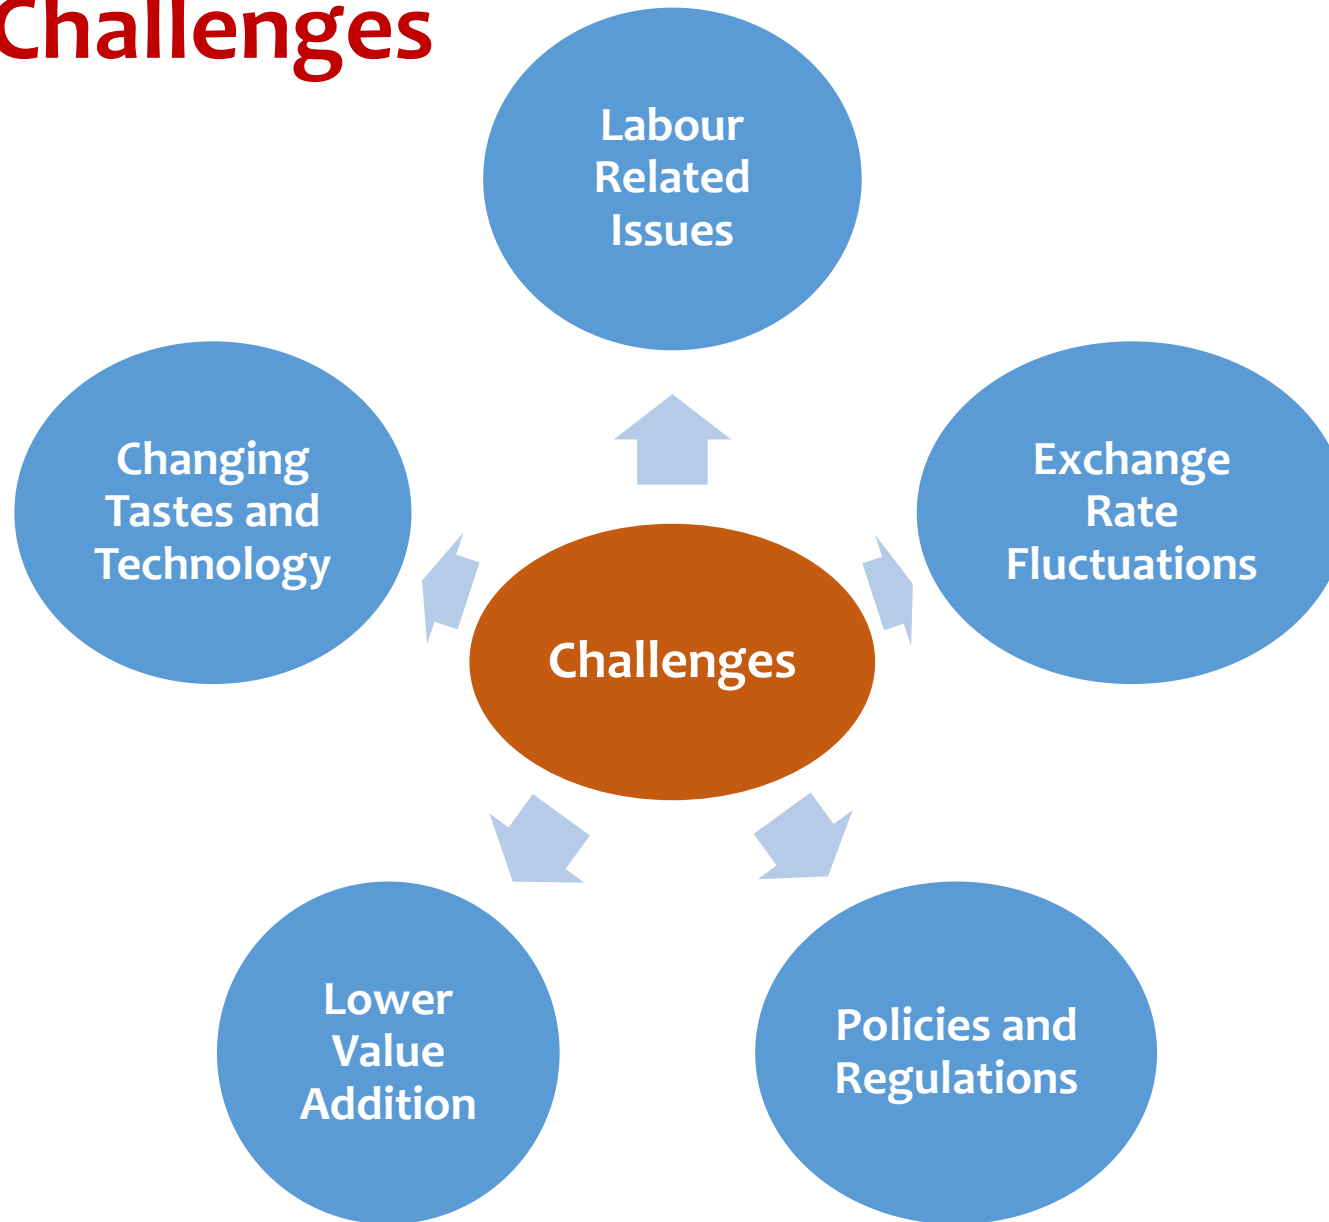 Challenges
Labour
Related
Issues
Exchange
Rate
Fluctuations
Policies and
Regulations
Lower
Value
Addition
Changing
Tastes and
Technology
Challenges